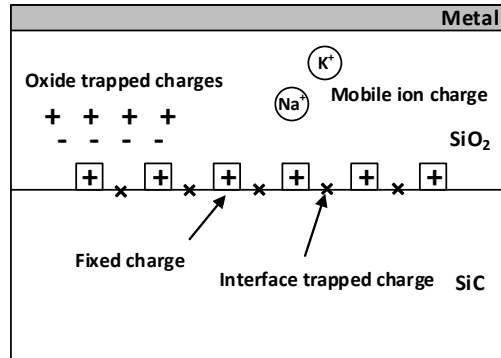 Metal
K+
Oxide trapped charges
Na+
Mobile ion charge
+ + + +
- - - -
SiO2
+ + + + + +
Fixed charge
Interface trapped charge
SiC